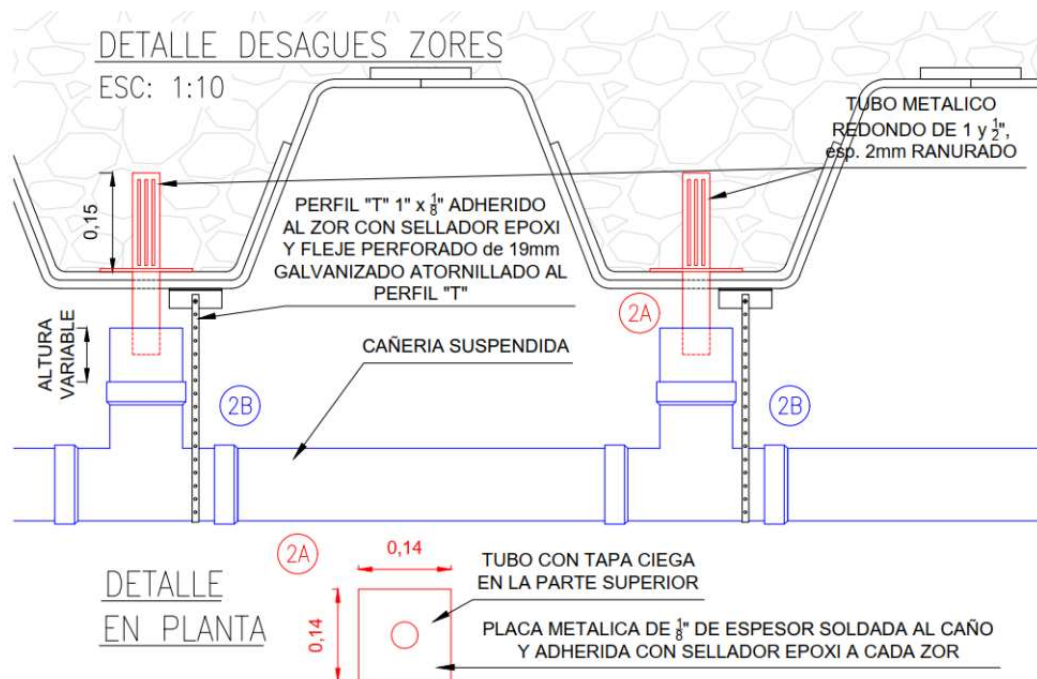 DETALLE DESAGUES ZORES
ESC: 1:10
TUBO METALICO
REDONDO DE 1 y 1/2",
esp. 2mm RANURADO
0,15
PERFIL "T" 1" x 1/8" ADHERIDO
AL ZOR CON SELLADOR EPOXI
Y FLEJE PERFORADO de 19mm
GALVANIZADO ATORNILLADO AL
PERFIL "T"
2A
ALTURA
VARIABLE
CAÑERIA SUSPENDIDA
2B
2B
2A
0,14
DETALLE
EN PLANTA
0,14
TUBO CON TAPA CIEGA
EN LA PARTE SUPERIOR
PLACA METALICA DE 1/8" DE ESPESOR SOLDADA AL CAÑO
Y ADHERIDA CON SELLADOR EPOXI A CADA ZOR